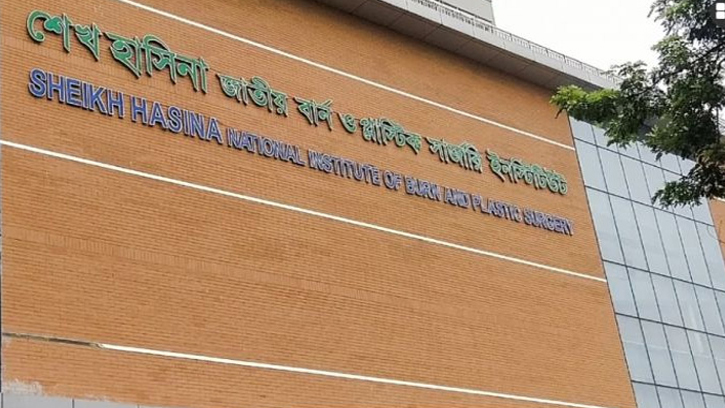 শেখ হাসিনা জাতীয় বার্ন ও প্লাস্টিক সার্জারি ইনস্টিটিউট
SHEIKH HASINA NATIONAL INSTITUTE OF BURN AND PLASTIC SURGERY